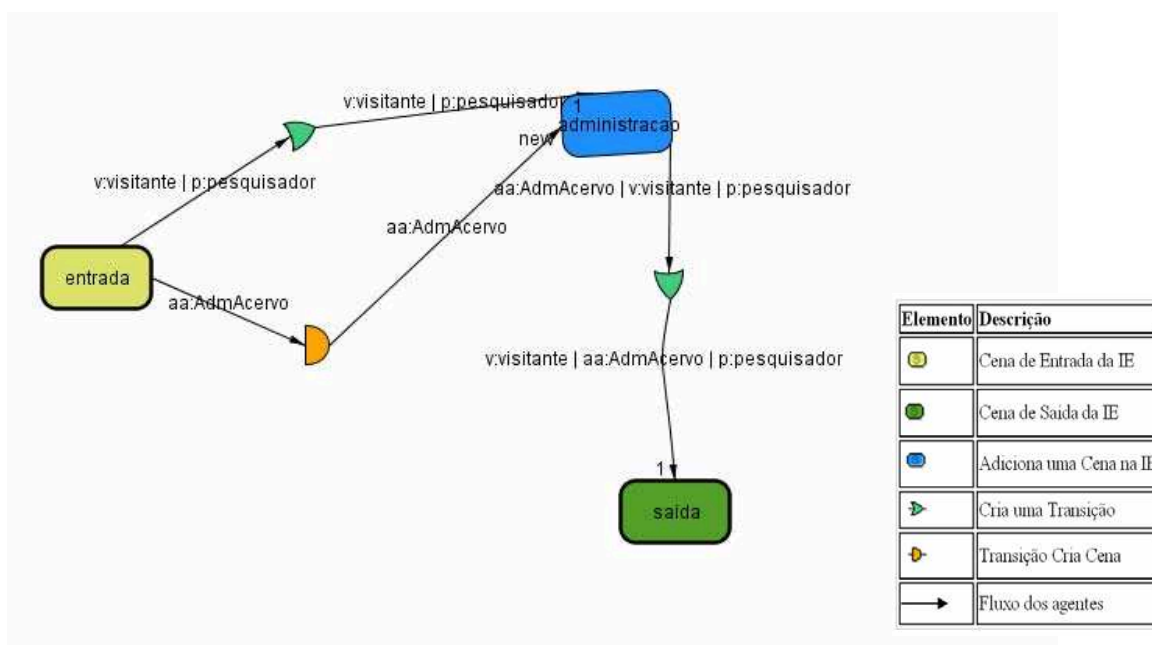 v:visitante | p:pesquisador
1
administracao
new
v:visitante | p:pesquisador
aa:AdmAcervo | v:visitante | p:pesquisador
aa:AdmAcervo
entrada
aa:AdmAcervo
v:visitante | aa:AdmAcervo | p:pesquisador
1
saída
Elemento Descrição
Cena de Entrada da IE
Cena de Saída da IE
Adiciona uma Cena na IE
Cria uma Transição
Transição Cria Cena
Fluxo dos agentes